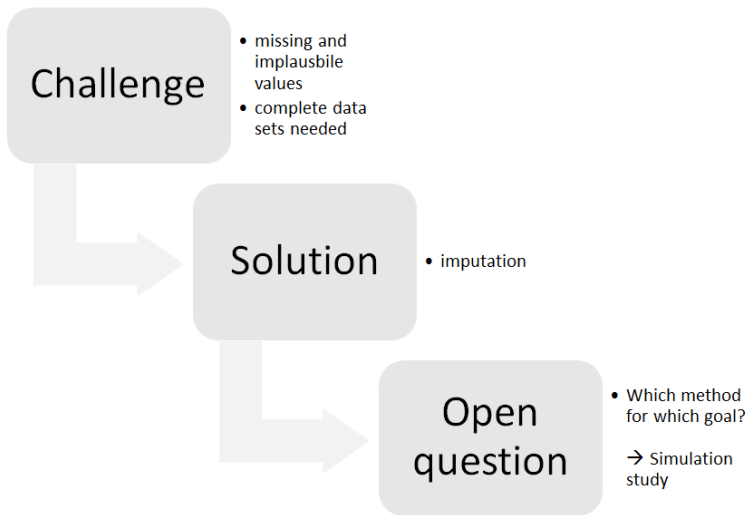 Challenge
• missing and
implausbile
values
• complete data
sets needed
Solution
• imputation
Open
question
• Which method
for which goal?
→ Simulation
study